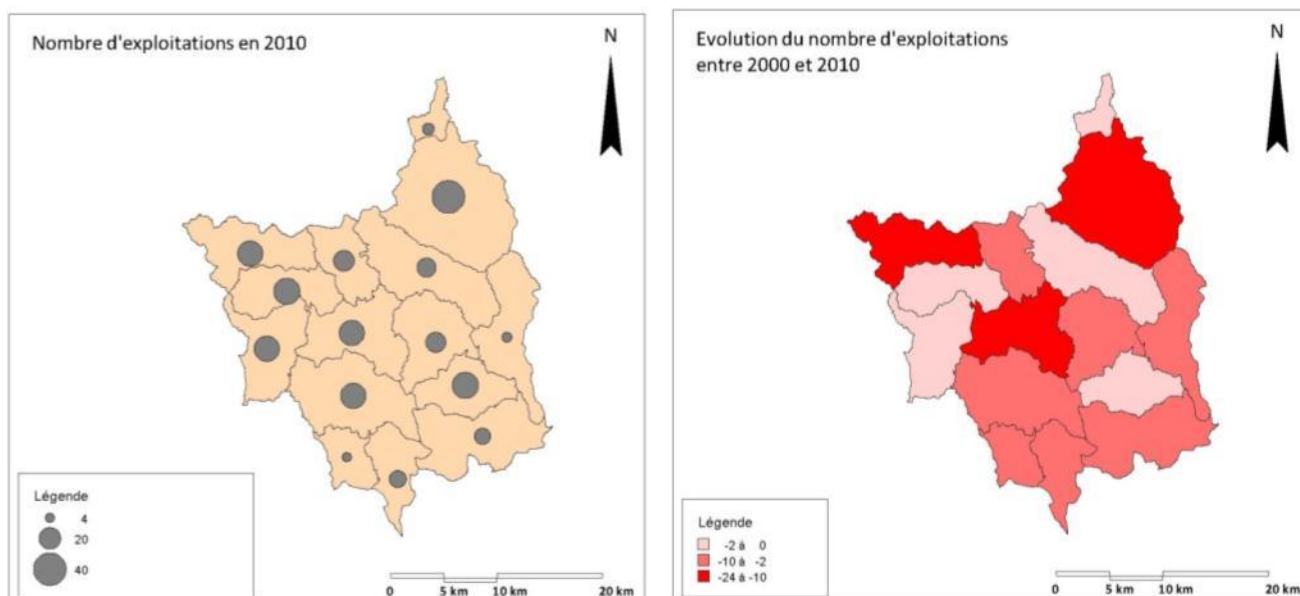 Nombre d'exploitations en 2010
N
Légende
4
20
40
0 5 km 10 km 20 km
Evolution du nombre d'exploitations
entre 2000 et 2010
N
Légende
-2 à 0
-10 à -2
-24 à -10
0 5 km 10 km 20 km